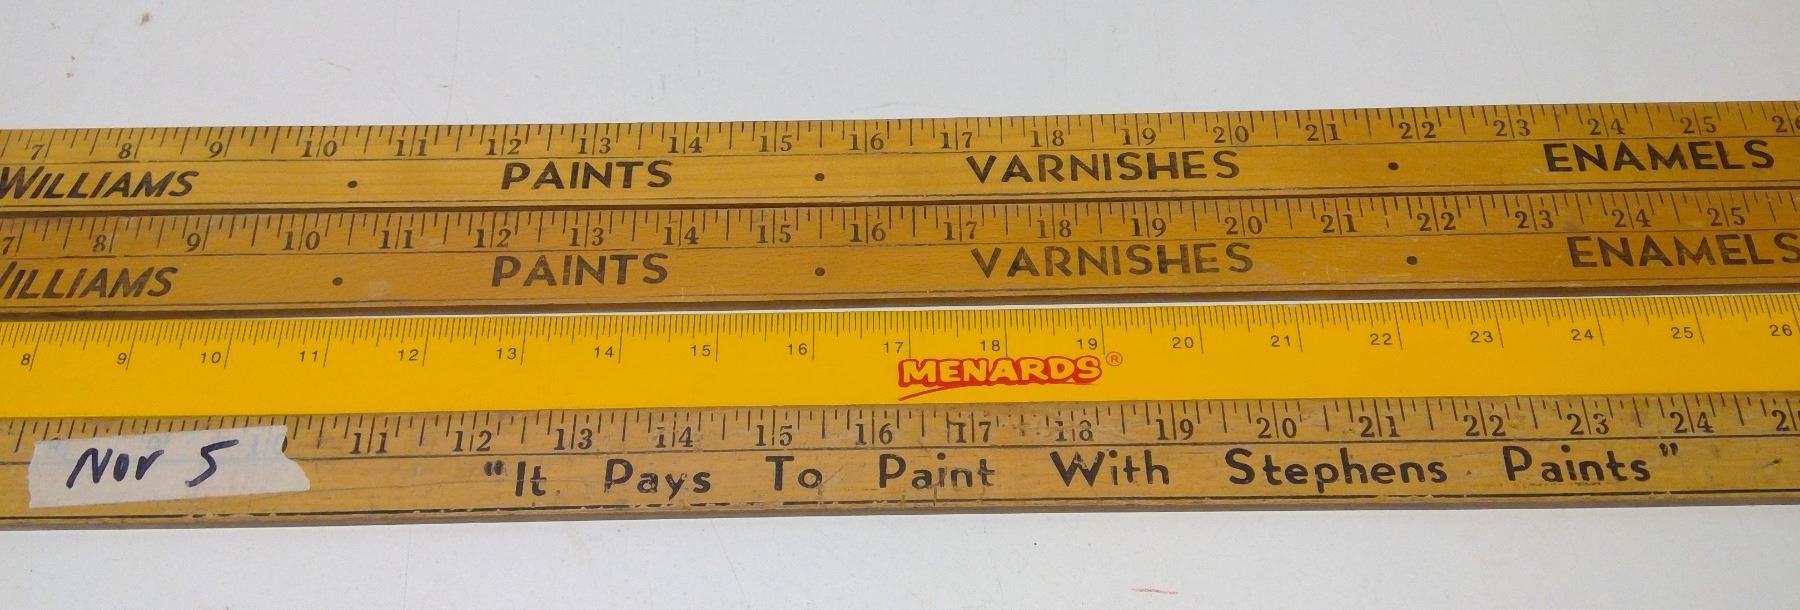 7 8 9 10 11 12 13 14 15 16 17 18 19 20 21 22 23 24 25 26
WILLIAMS • PAINTS • VARNISHES • ENAMELS
7 8 9 10 11 12 13 14 15 16 17 18 19 20 21 22 23 24 25
WILLIAMS • PAINTS • VARNISHES • ENAMELS
8 9 10 11 12 13 14 15 16 17 18 19 20 21 22 23 24 25 26
MENARDS®
11 12 13 14 15 16 17 18 19 20 21 22 23 24
Nov 5
"It Pays To Paint With Stephens Paints"